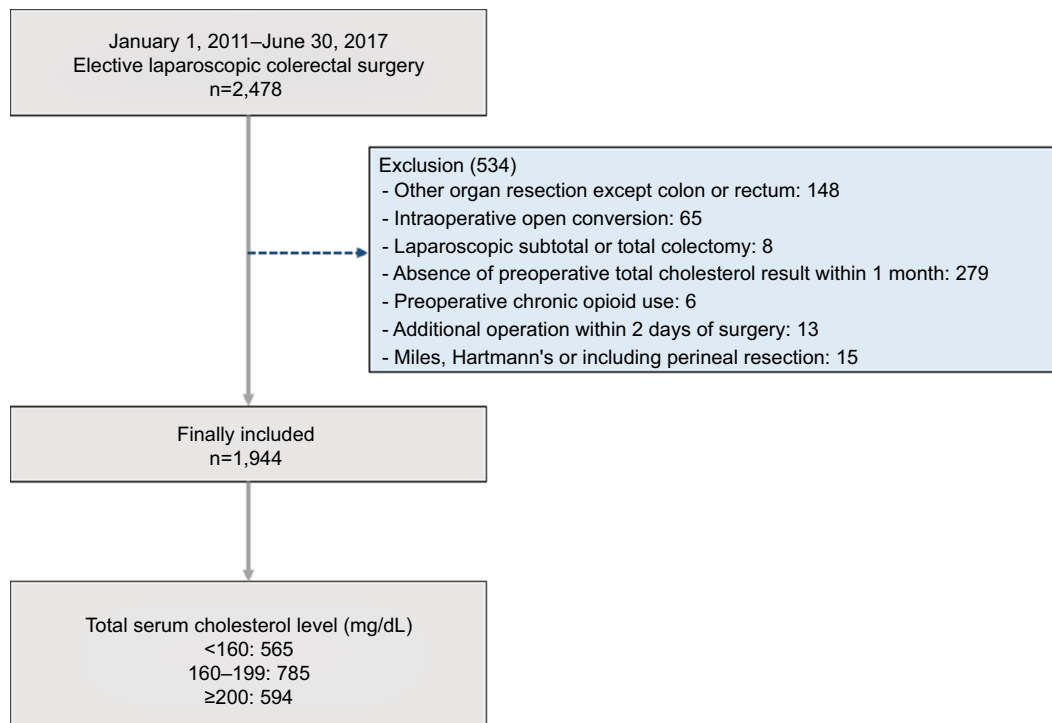 January 1, 2011–June 30, 2017
Elective laparoscopic colerectal surgery
n=2,478
Exclusion (534)
- Other organ resection except colon or rectum: 148
- Intraoperative open conversion: 65
- Laparoscopic subtotal or total colectomy: 8
- Absence of preoperative total cholesterol result within 1 month: 279
- Preoperative chronic opioid use: 6
- Additional operation within 2 days of surgery: 13
- Miles, Hartmann's or including perineal resection: 15
Finally included
n=1,944
Total serum cholesterol level (mg/dL)
<160: 565
160–199: 785
≥200: 594